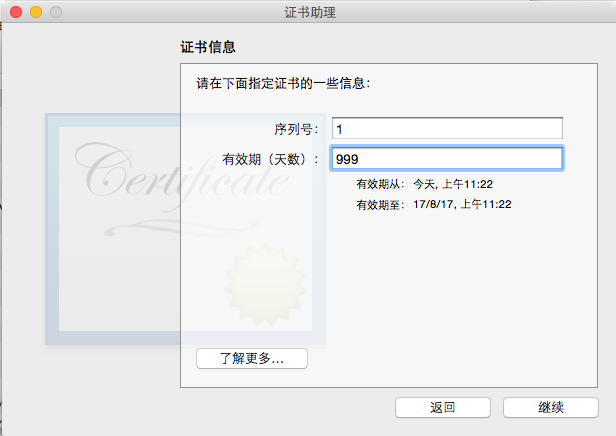 证书助理
证书信息
请在下面指定证书的一些信息：
序列号： 1
有效期（天数）： 999
有效期从： 今天, 上午11:22
有效期至： 17/8/17, 上午11:22
Certificate
了解更多...
返回 继续